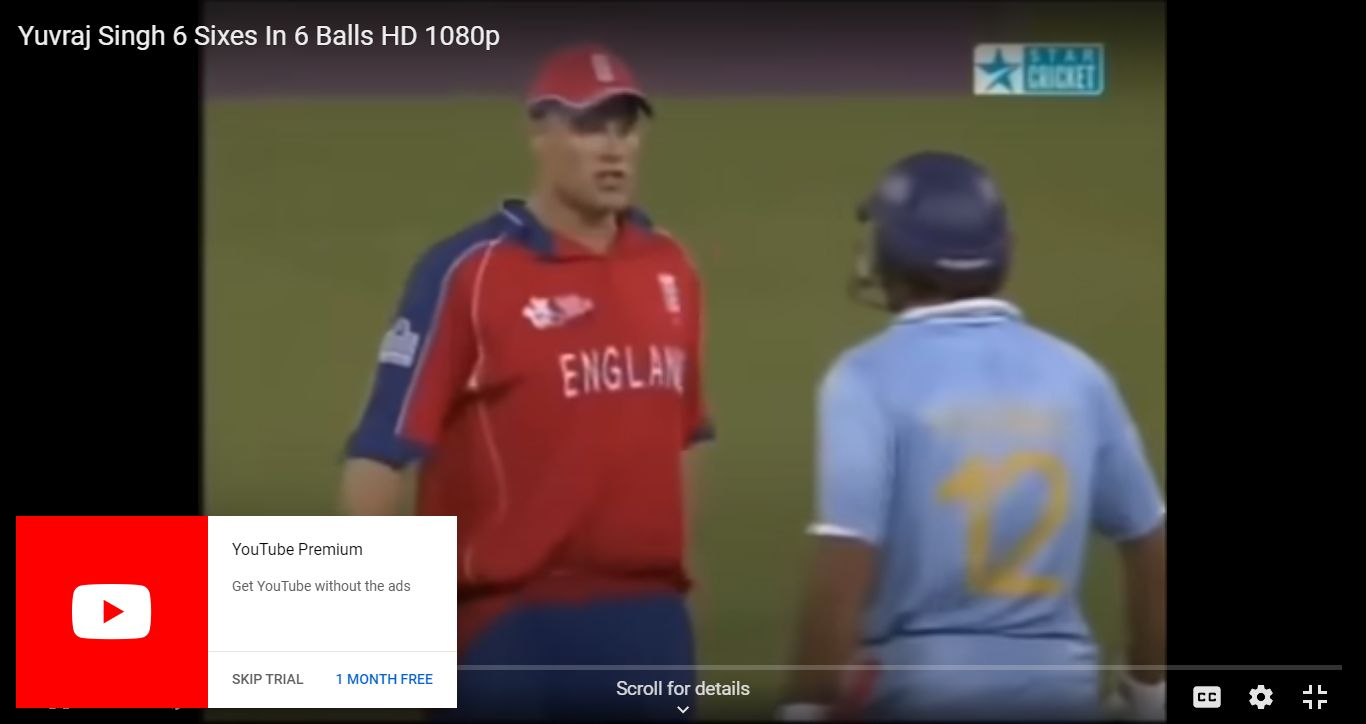 Yuvraj Singh 6 Sixes In 6 Balls HD 1080p
STAR
CRICKET
ENGLAND
12
YouTube Premium
Get YouTube without the ads
SKIP TRIAL
1 MONTH FREE
Scroll for details
CC